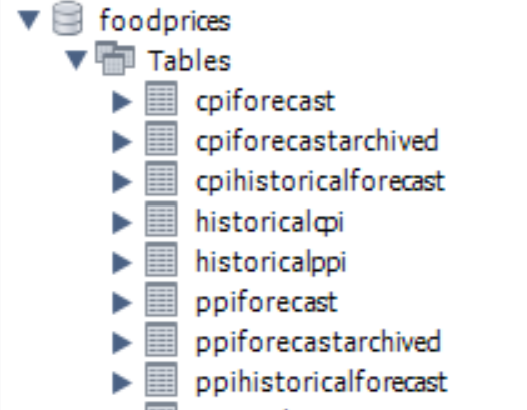 foodprices
Tables
cpiforecast
cpiforecastarchived
cpihistoricalforecast
historicalcpi
historicalppi
ppiforecast
ppiforecastarchived
ppihistoricalforecast